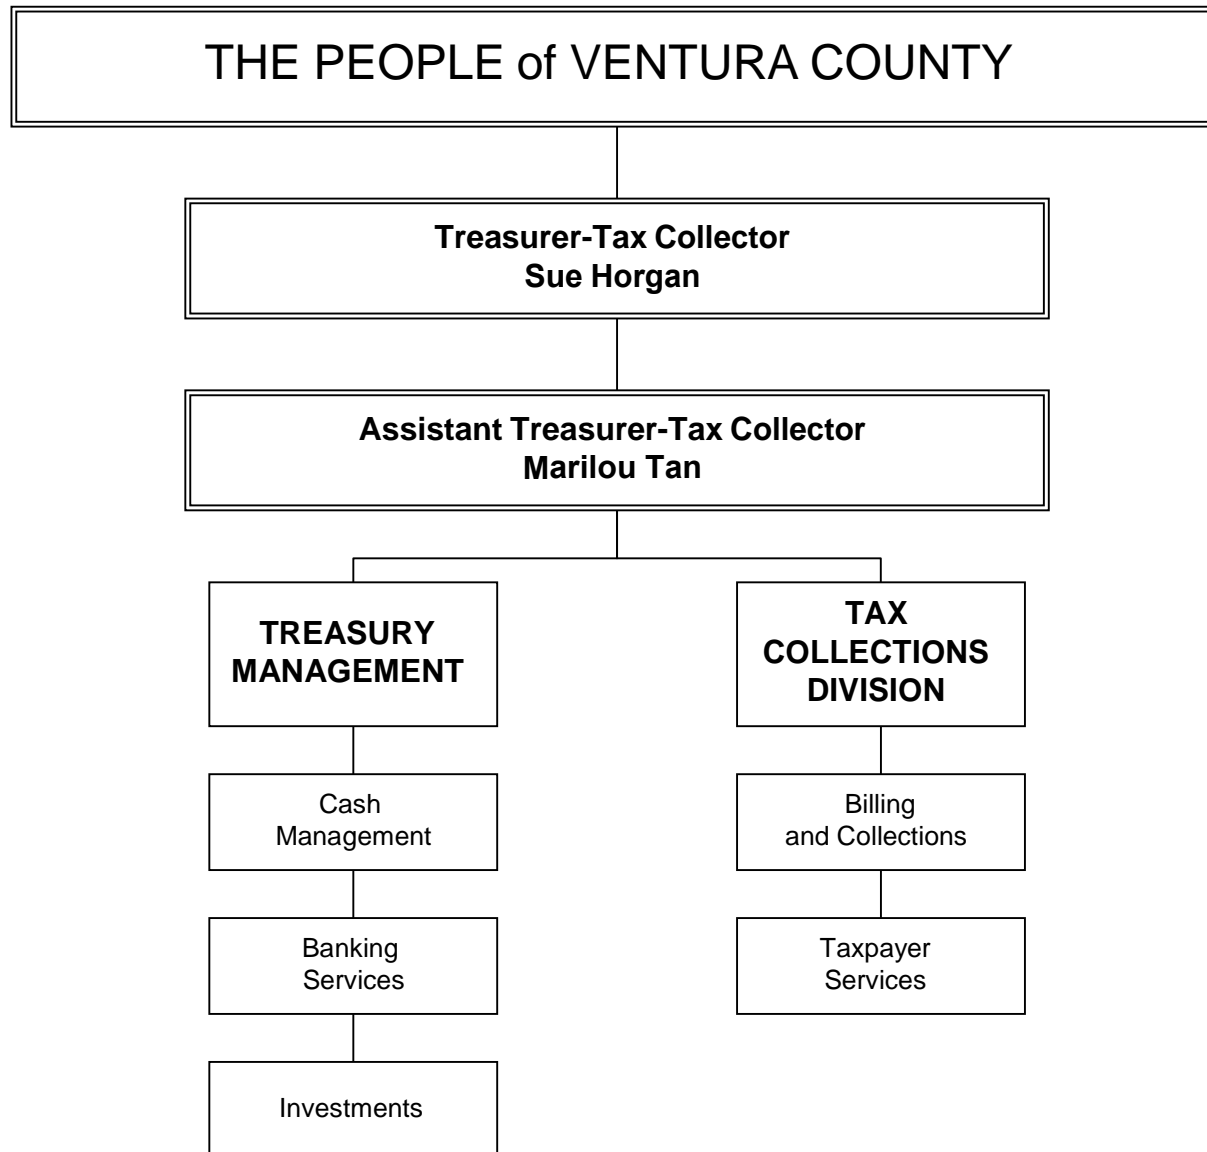 THE PEOPLE of VENTURA COUNTY
Treasurer-Tax Collector
Sue Horgan
Assistant Treasurer-Tax Collector
Marilou Tan
TREASURY
MANAGEMENT
TAX
COLLECTIONS
DIVISION
Cash
Management
Billing
and Collections
Banking
Services
Taxpayer
Services
Investments